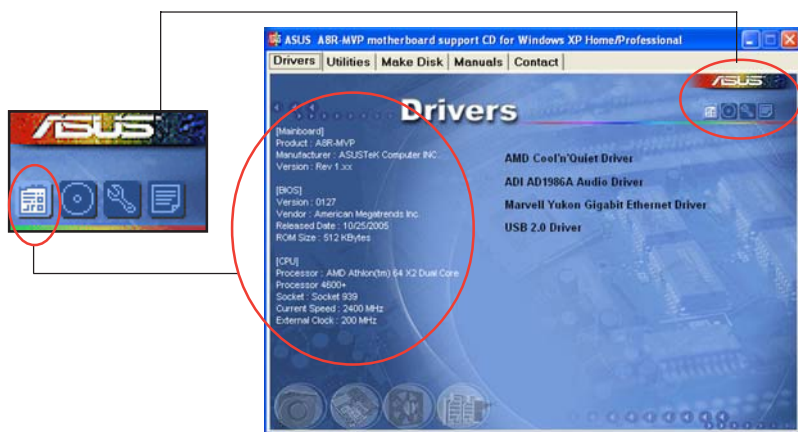 ASUS A8R-MVP motherboard support CD for Windows XP Home/Professional
Drivers Utilities Make Disk Manuals Contact
ASUS
Drivers
[Mainboard]
Product : A8R-MVP
Manufacturer : ASUSTeK Computer INC.
Version : Rev 1.xx
[BIOS]
Version : 0127
Vendor : American Megatrends Inc.
Released Date : 10/25/2005
ROM Size : 512 KBytes
[CPU]
Processor : AMD Athlon(tm) 64 X2 Dual Core
Processor 4600+
Socket : Socket 939
Current Speed : 2400 MHz
External Clock : 200 MHz
AMD Cool'n'Quiet Driver
ADI AD1986A Audio Driver
Marvell Yukon Gigabit Ethernet Driver
USB 2.0 Driver
ASUS